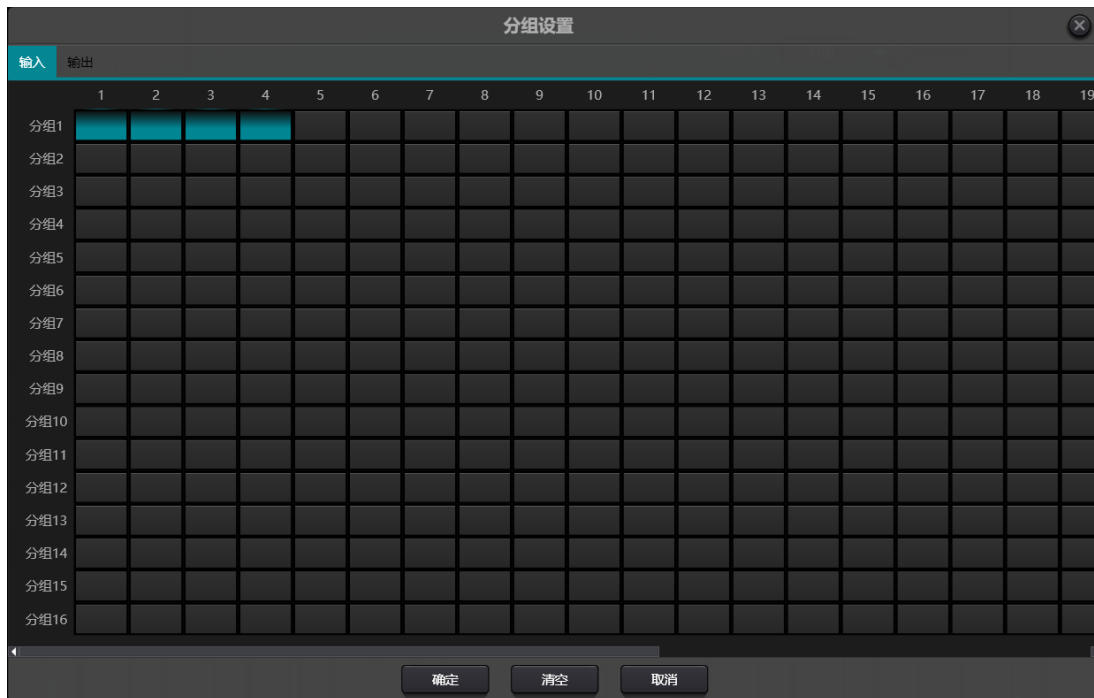 分组设置
输入 输出
1 2 3 4 5 6 7 8 9 10 11 12 13 14 15 16 17 18 19
分组1
分组2
分组3
分组4
分组5
分组6
分组7
分组8
分组9
分组10
分组11
分组12
分组13
分组14
分组15
分组16
确定 清空 取消